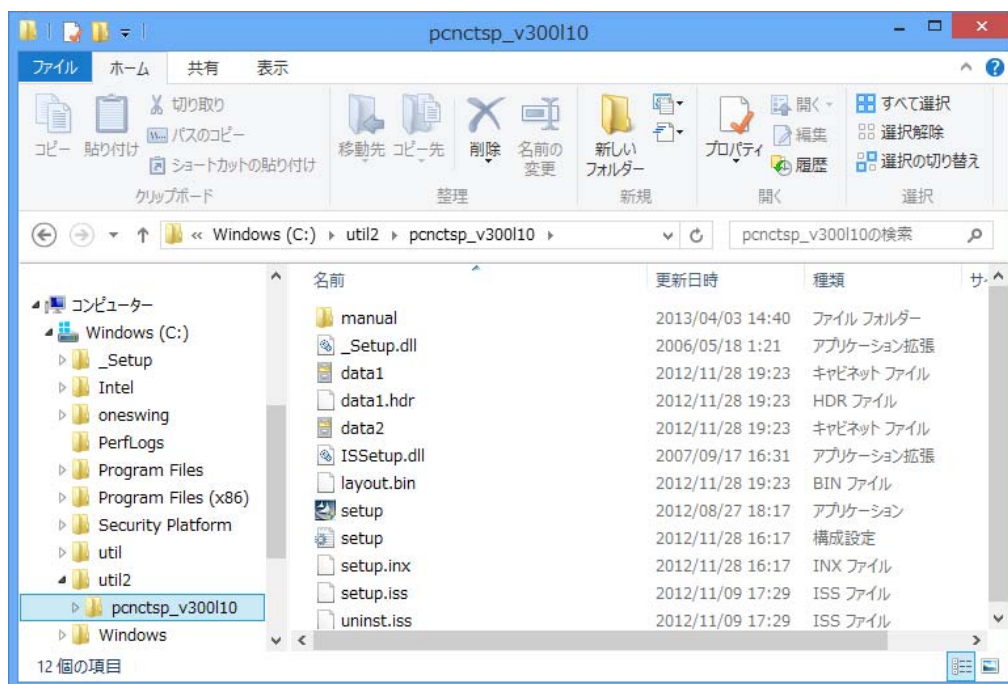 pcnctsp_v300l10
ファイル ホーム 共有 表示
コピー
貼り付け
切り取り
パスのコピー
ショートカットの貼り付け
クリップボード
移動先
コピー先
削除
名前の
変更
整理
新しい
フォルダー
新規
プロパティ
開く
編集
履歴
開く
すべて選択
選択解除
選択の切り替え
選択
« Windows (C:) util2 pcnctsp_v300l10
pcnctsp_v300l10の検索
コンピューター
Windows (C:)
_Setup
Intel
oneswing
PerfLogs
Program Files
Program Files (x86)
Security Platform
util
util2
pcnctsp_v300l10
Windows
名前 更新日時 種類 サ
manual 2013/04/03 14:40 ファイル フォルダー
_Setup.dll 2006/05/18 1:21 アプリケーション拡張
data1 2012/11/28 19:23 キャビネット ファイル
data1.hdr 2012/11/28 19:23 HDR ファイル
data2 2012/11/28 19:23 キャビネット ファイル
ISSetup.dll 2007/09/17 16:31 アプリケーション拡張
layout.bin 2012/11/28 19:23 BIN ファイル
setup 2012/08/27 18:17 アプリケーション
setup 2012/11/28 16:17 構成設定
setup.inx 2012/11/28 16:17 INX ファイル
setup.iss 2012/11/09 17:29 ISS ファイル
uninst.iss 2012/11/09 17:29 ISS ファイル
12 個の項目